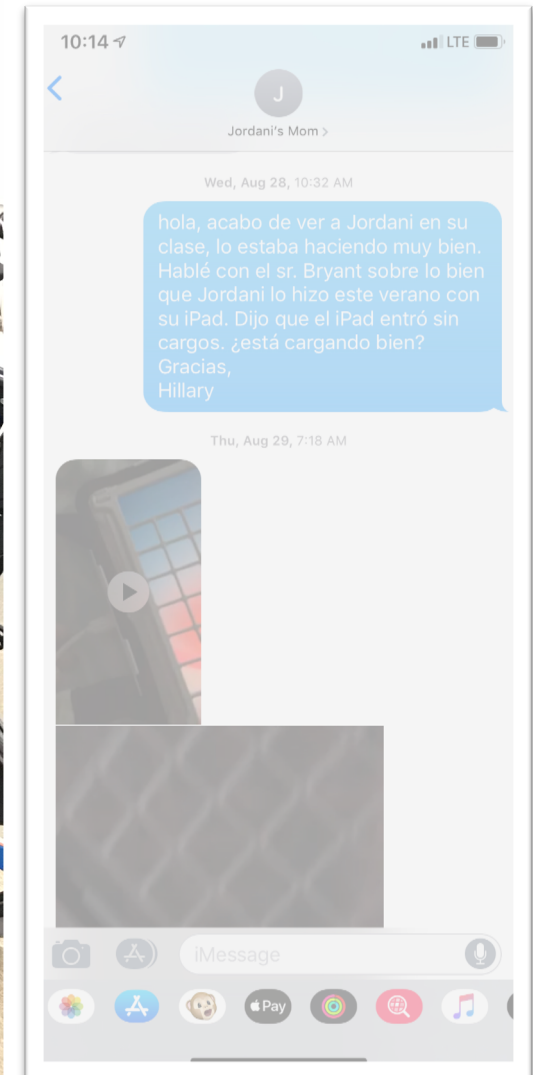 10:14
LTE
J
Jordani's Mom >
Wed, Aug 28, 10:32 AM
hola, acabo de ver a Jordani en su
clase, lo estaba haciendo muy bien.
Hablé con el sr. Bryant sobre lo bien
que Jordani lo hizo este verano con
su iPad. Dijo que el iPad entró sin
cargos. ¿está cargando bien?
Gracias,
Hillary
Thu, Aug 29, 7:18 AM
iMessage
Pay